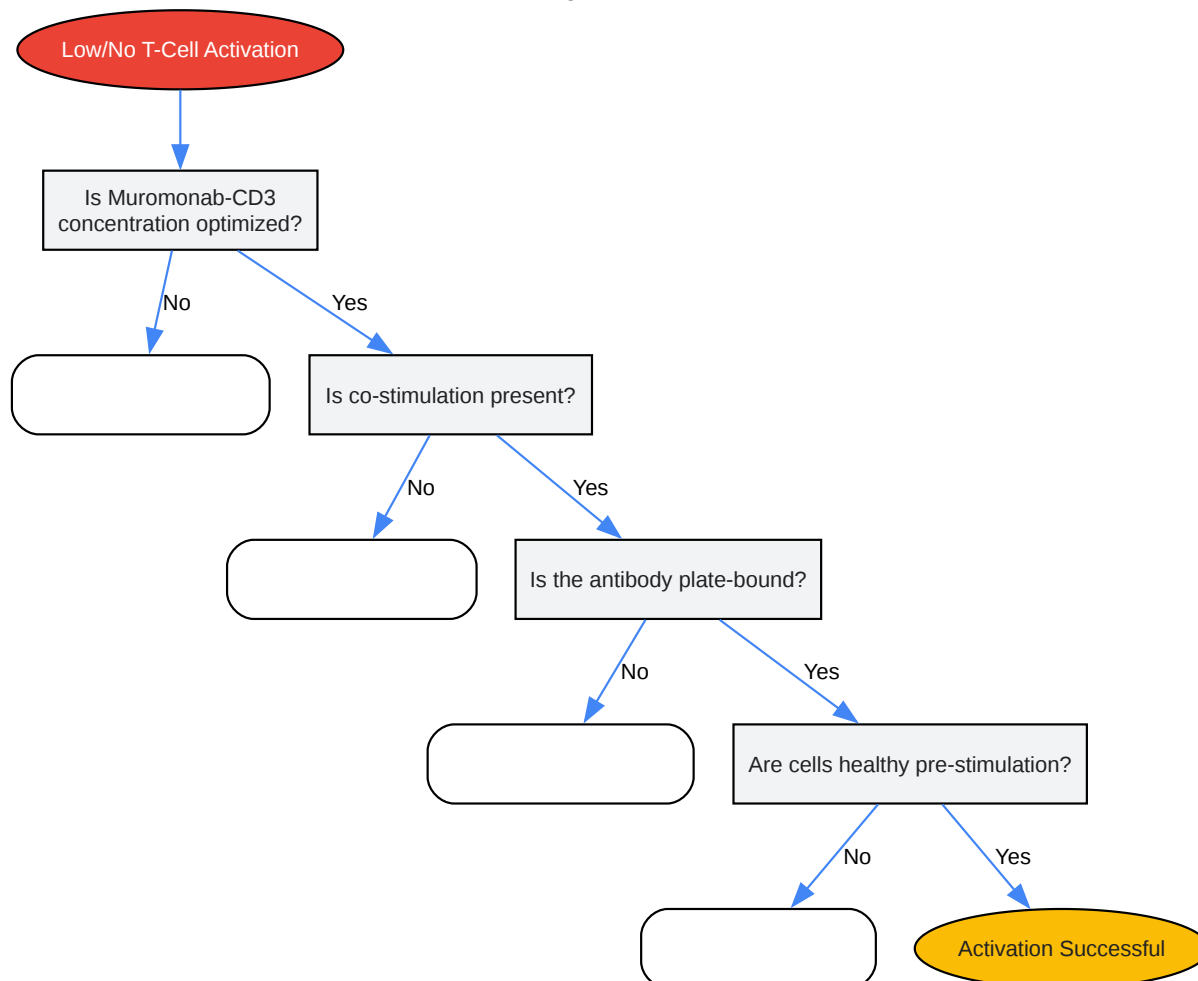 Low/No T-Cell Activation
Is Muromonab-CD3
concentration optimized?
No
Yes
Is co-stimulation present?
No
Yes
Is the antibody plate-bound?
No
Yes
Are cells healthy pre-stimulation?
No
Yes
Activation Successful